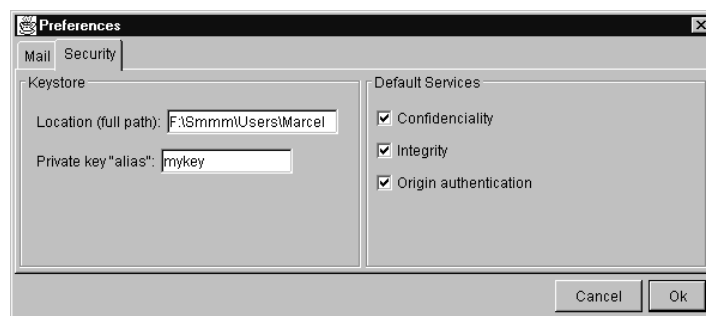 Preferences
Mail Security
Keystore Default Services
Location (full path): F:\Smmm\Users\Marcel Confidenciality
Integrity
Private key "alias": mykey
Origin authentication
Cancel Ok